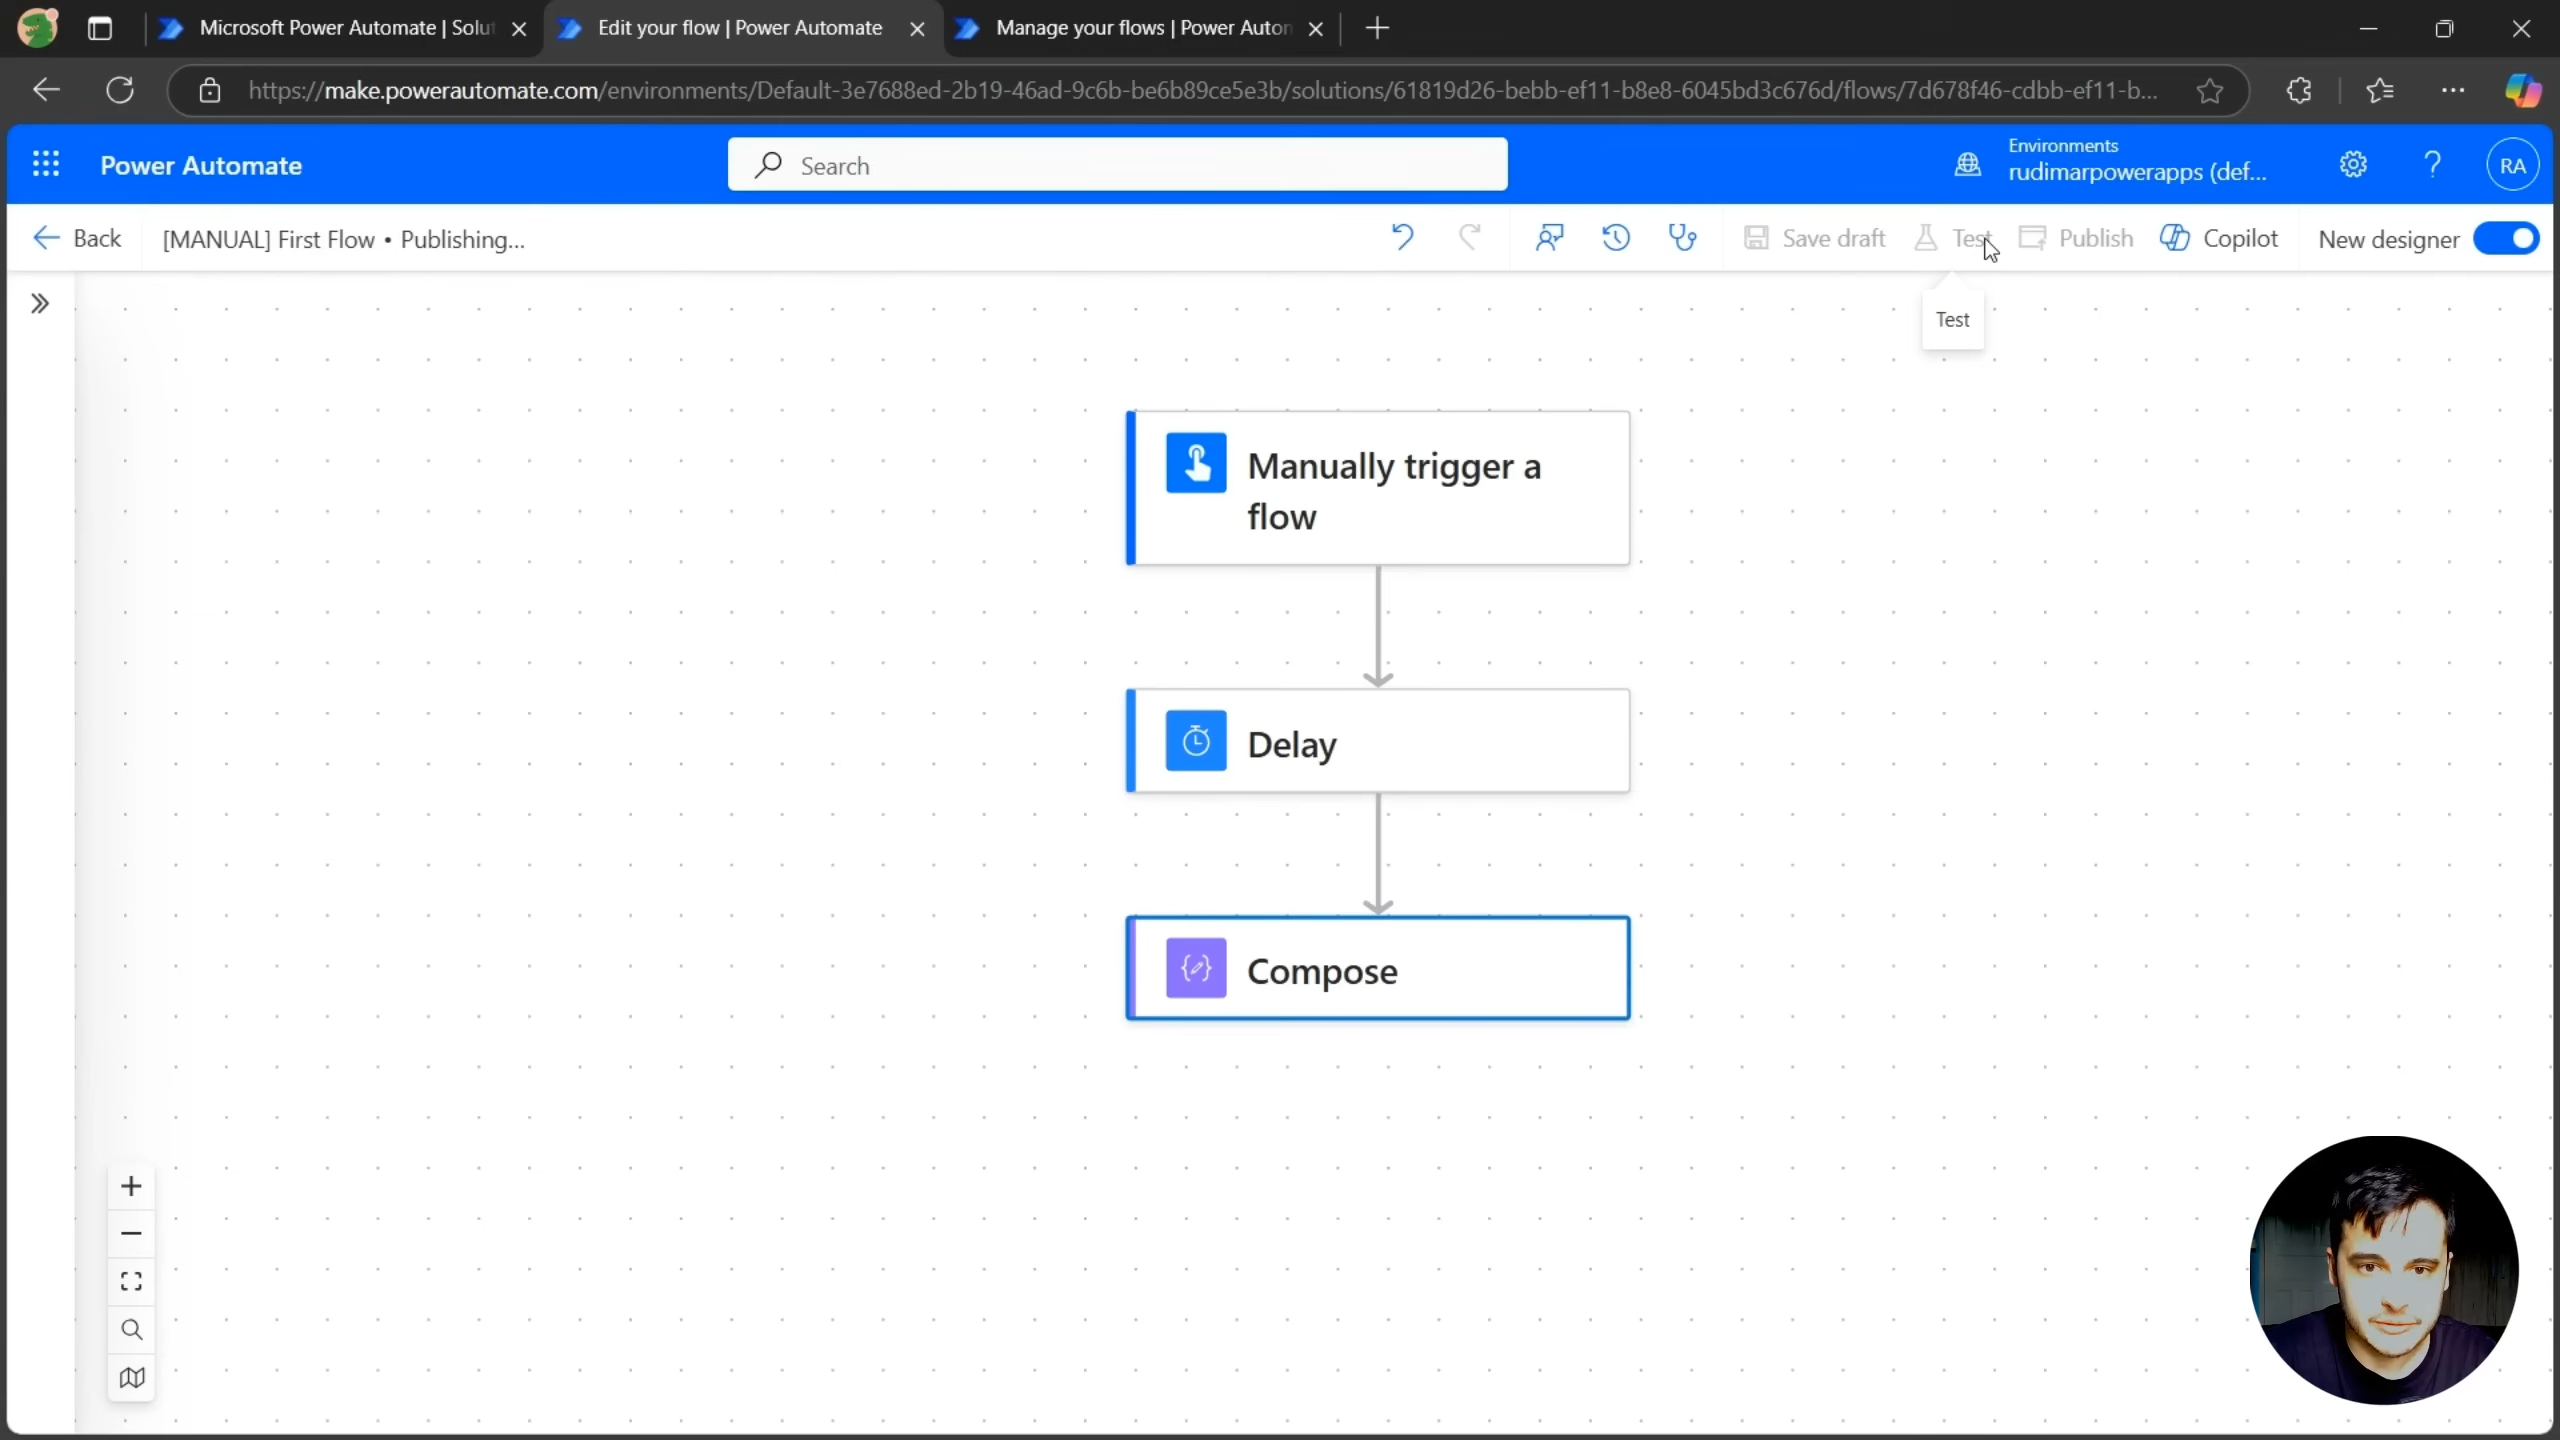 Microsoft Power Automate | Solut
Edit your flow | Power Automate
Manage your flows | Power Auton
https://make.powerautomate.com/environments/Default-3e7688ed-2b19-46ad-9c6b-be6b89ce5e3b/solutions/61819d26-bebb-ef11-b8e8-6045bd3c676d/flows/7d678f46-cdbb-ef11-b...
Power Automate
Search
Environments
rudimarpowerapps (def...
?
RA
Back
[MANUAL] First Flow • Publishing...
Save draft
Test
Publish
Copilot
New designer
Test
Manually trigger a
flow
Delay
Compose